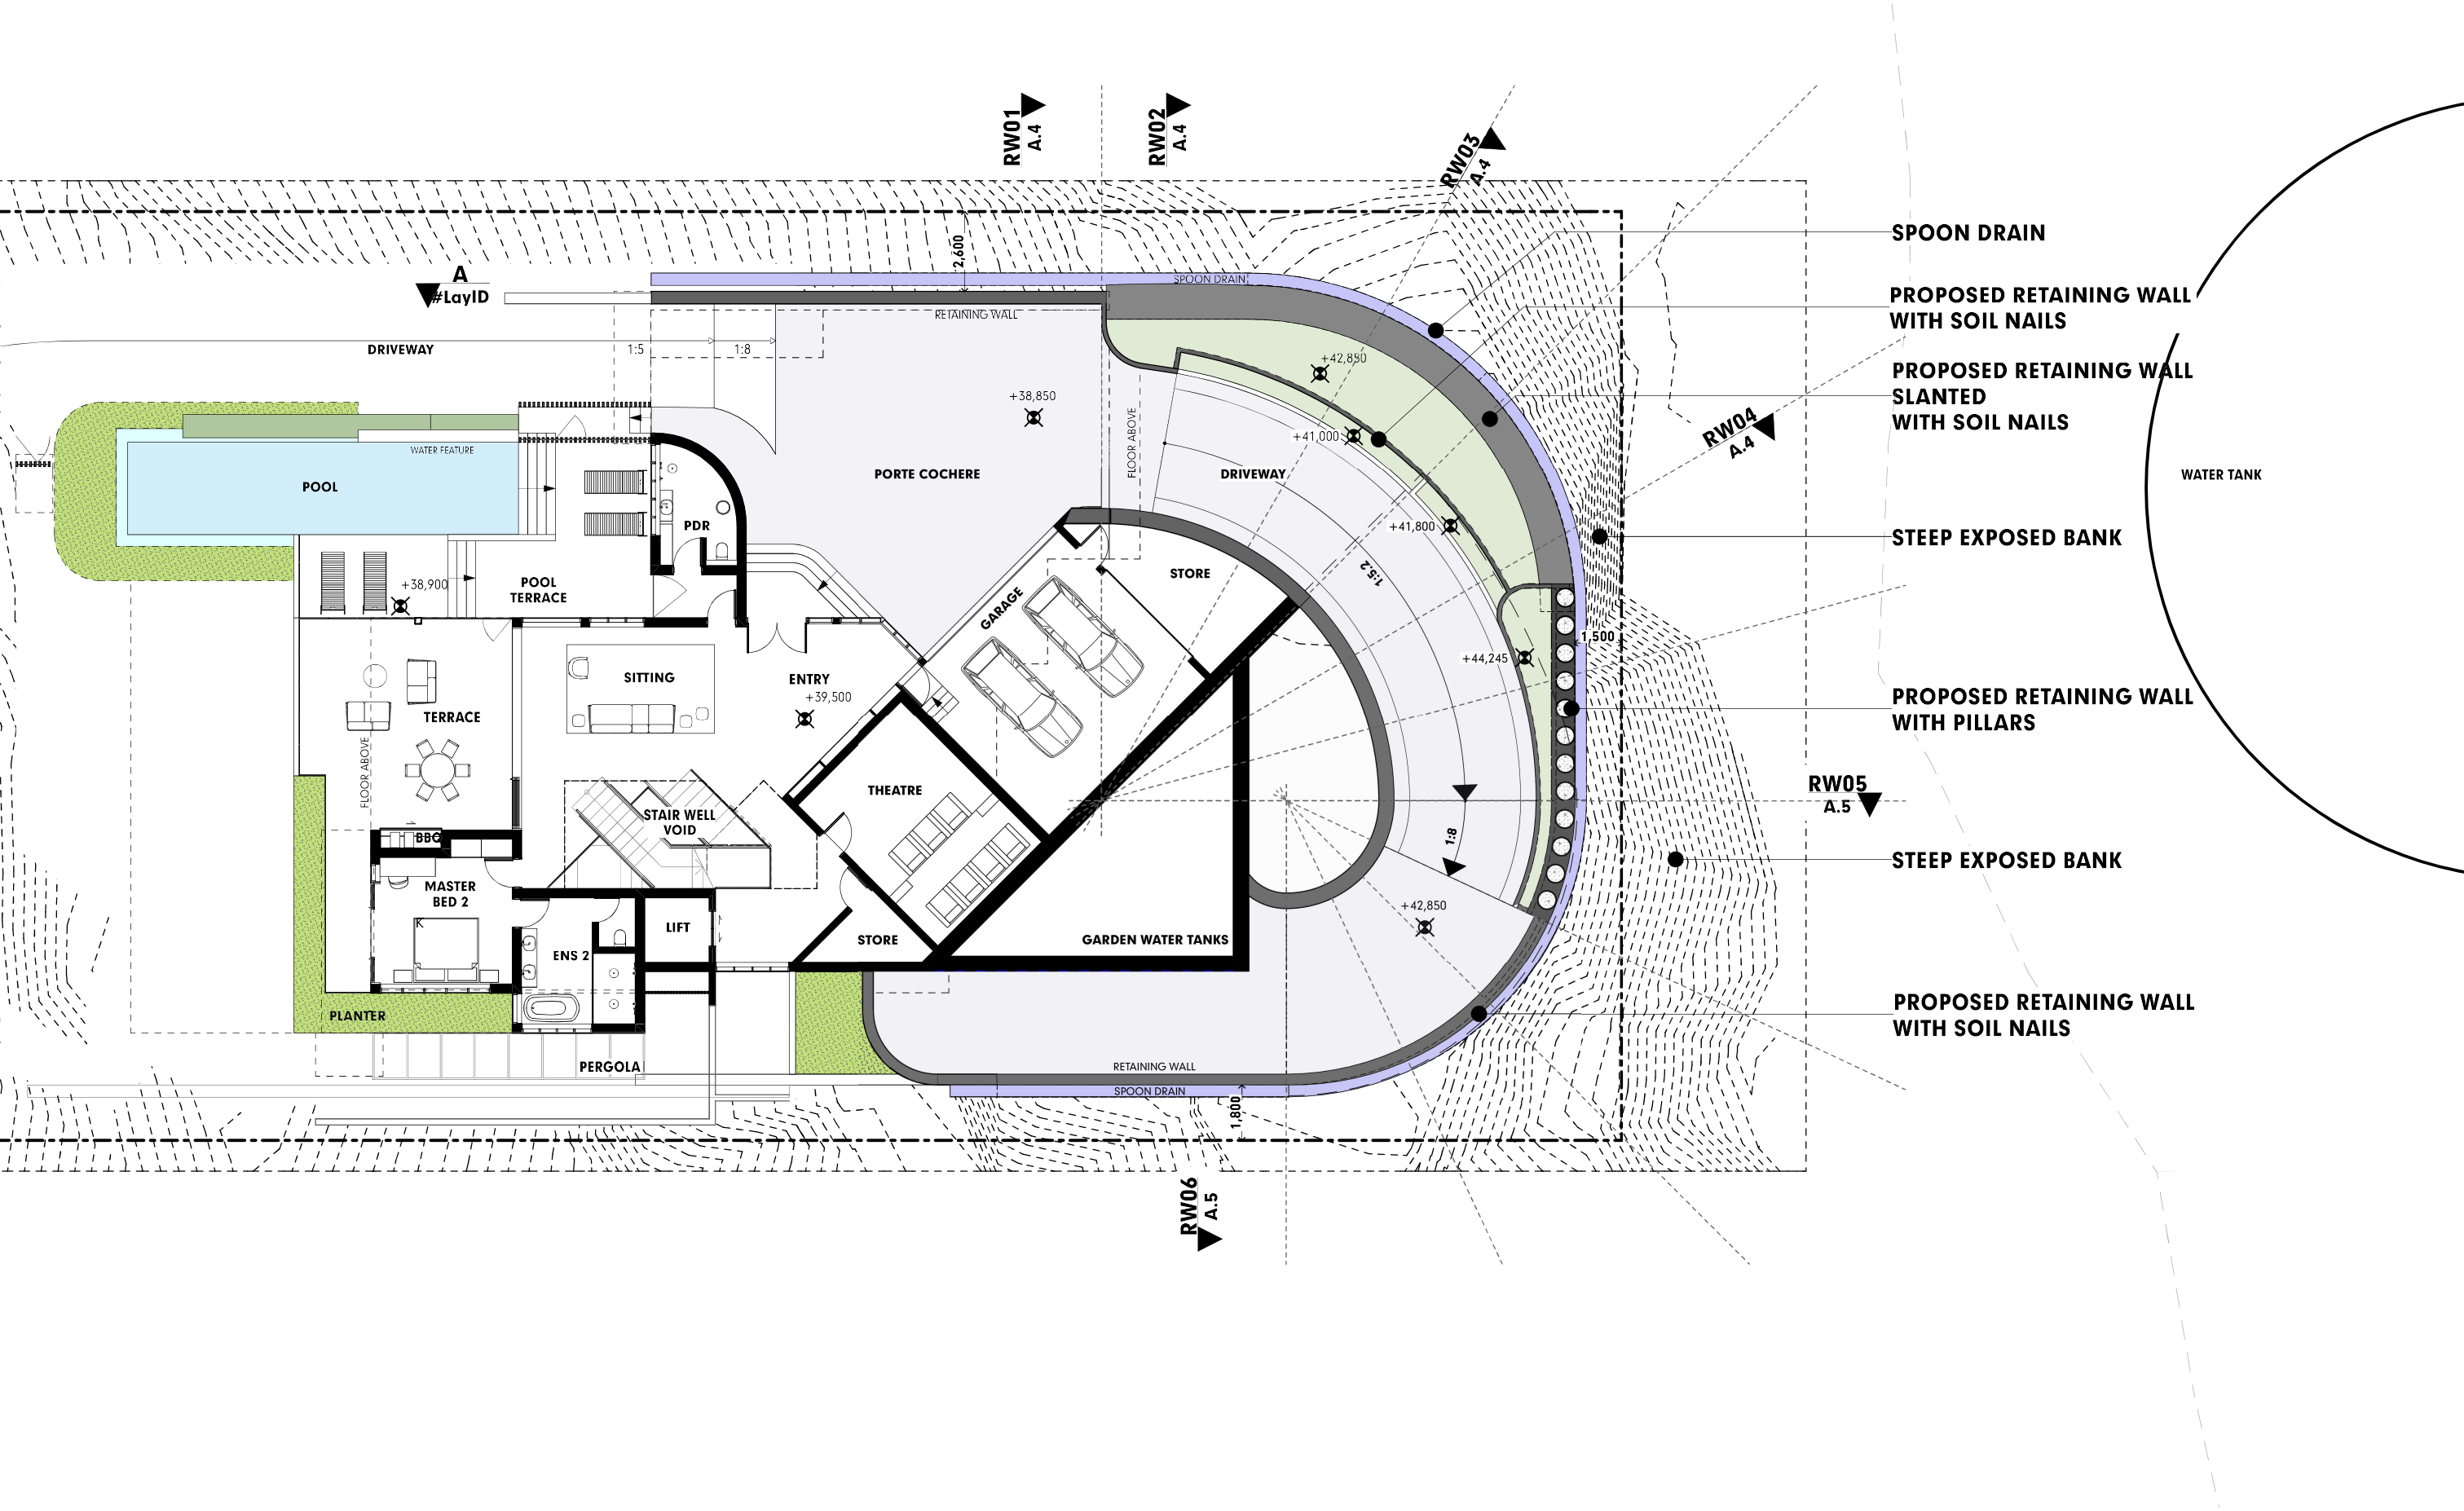 RW01
A.4
RW02
A.4
RW03
A.4
SPOON DRAIN
2,600
A
#LayID
SPOON DRAIN
PROPOSED RETAINING WALL
WITH SOIL NAILS
RETAINING WALL
DRIVEWAY
1:5
1:8
+42,850
PROPOSED RETAINING WALL
SLANTED
WITH SOIL NAILS
+38,850
RW04
A.4
+41,000
FLOOR ABOVE
WATER FEATURE
POOL
PORTE COCHERE
DRIVEWAY
WATER TANK
PDR
+41,800
STEEP EXPOSED BANK
1:5.2
STORE
+38,900
POOL
TERRACE
GARAGE
1,500
+44,245
SITTING
ENTRY
+39,500
PROPOSED RETAINING WALL
WITH PILLARS
TERRACE
FLOOR ABOVE
THEATRE
RW05
A.5
STAIR WELL
VOID
BBQ
1:8
STEEP EXPOSED BANK
MASTER
BED 2
K
+42,850
LIFT
STORE
GARDEN WATER TANKS
ENS 2
PROPOSED RETAINING WALL
WITH SOIL NAILS
PLANTER
PERGOLA
RETAINING WALL
SPOON DRAIN
1,800
RW06
A.5